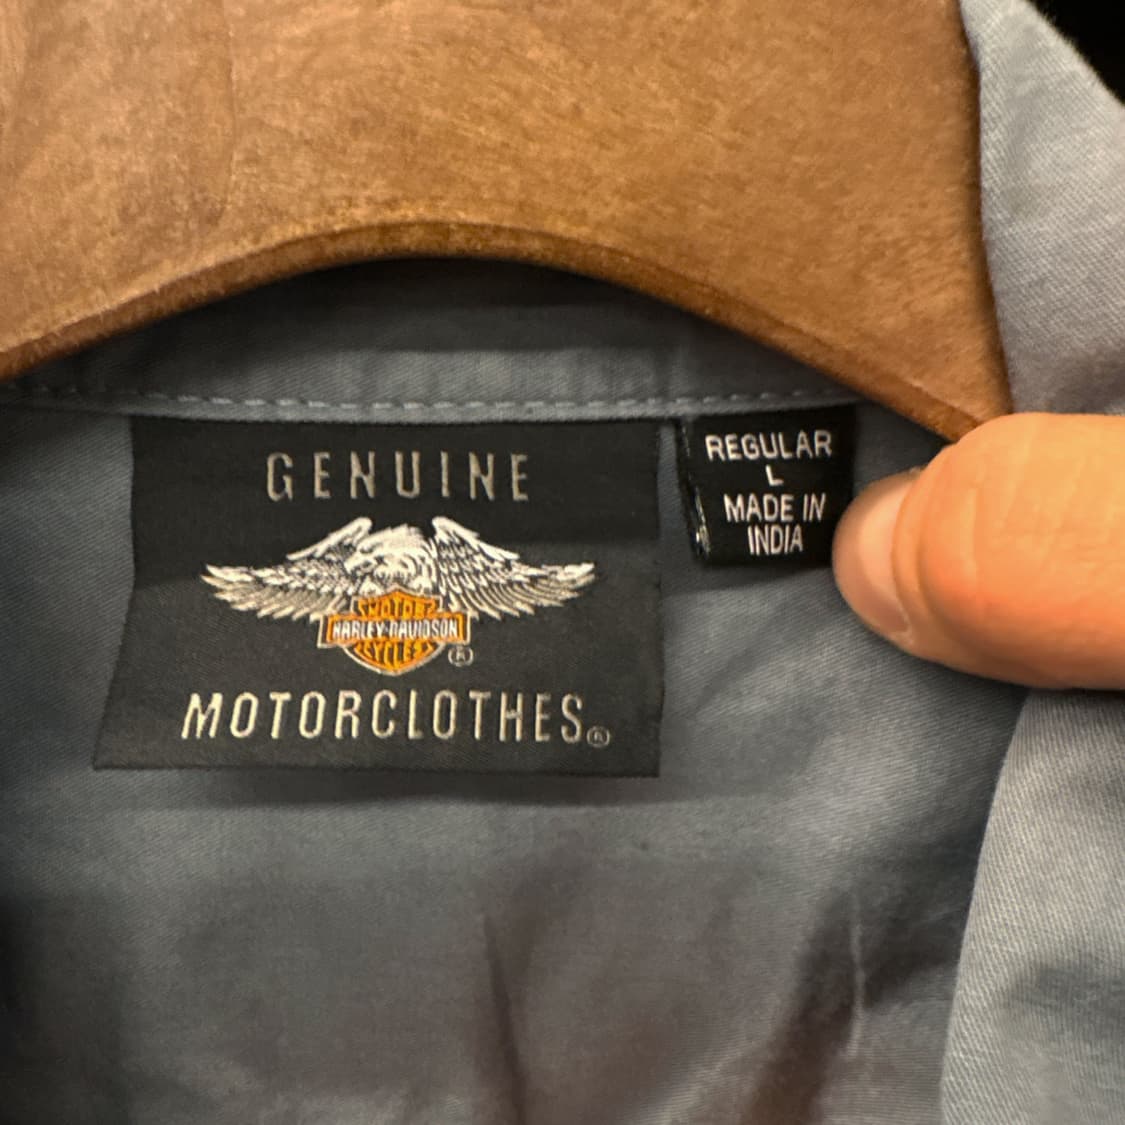 GENUINE
MOTOR
HARLEY-DAVIDSON
CYCLES
®
MOTORCLOTHES®
REGULAR
L
MADE IN
INDIA